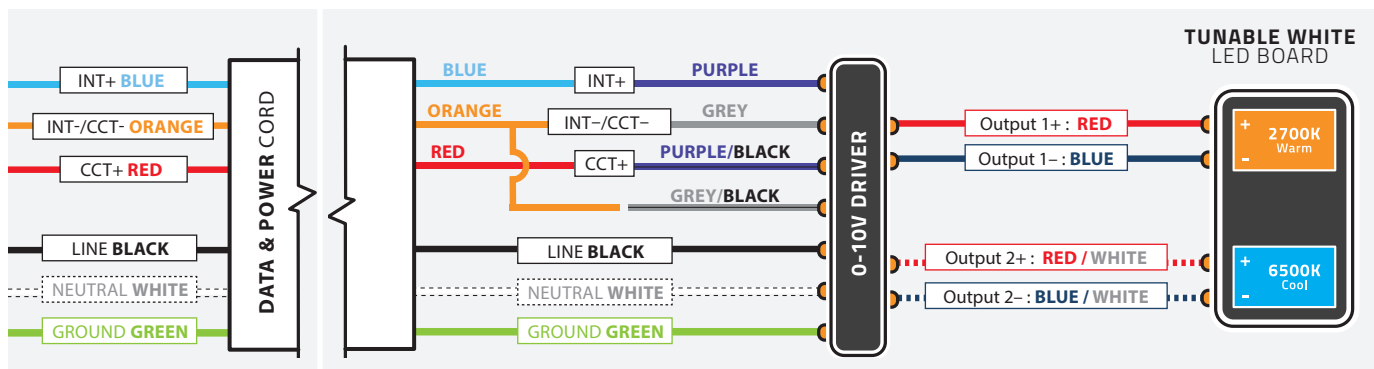 TUNABLE WHITE
LED BOARD
INT+ BLUE
INT-/CCT- ORANGE
CCT+ RED
LINE BLACK
NEUTRAL WHITE
GROUND GREEN
DATA & POWER CORD
BLUE
INT+
PURPLE
ORANGE
INT–/CCT–
GREY
RED
CCT+
PURPLE/BLACK
GREY/BLACK
LINE BLACK
NEUTRAL WHITE
GROUND GREEN
0-10V DRIVER
Output 1+ : RED
Output 1– : BLUE
Output 2+ : RED / WHITE
Output 2– : BLUE / WHITE
+
2700K
Warm
-
+
6500K
Cool
-